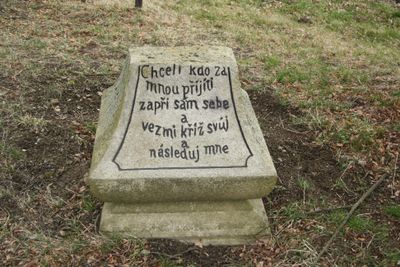 Chceli kdo za
mnou přijíti
zapři sám sebe
a
vezmi kříž svůj
a
následuj mne